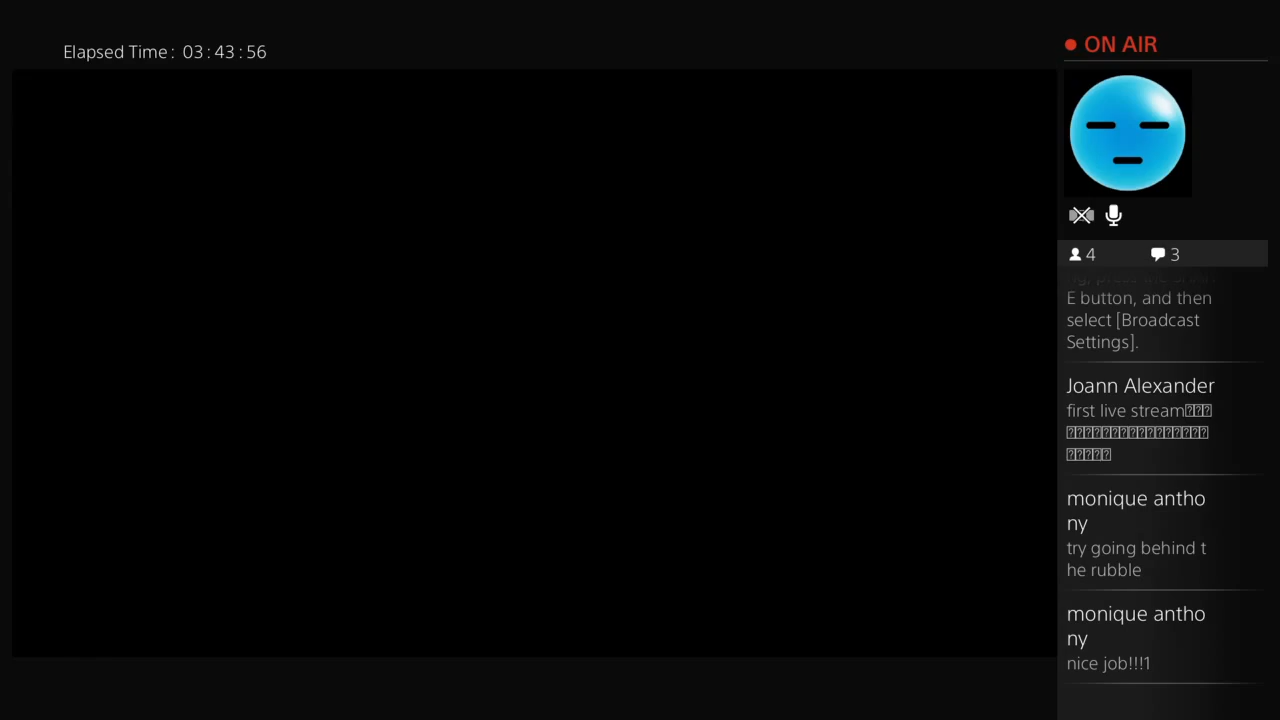 Elapsed Time: 03:43:56
ON AIR
4
3
E button, and then
select [Broadcast
Settings].
Joann Alexander
first live stream
monique antho
ny
try going behind t
he rubble
monique antho
ny
nice job!!!1